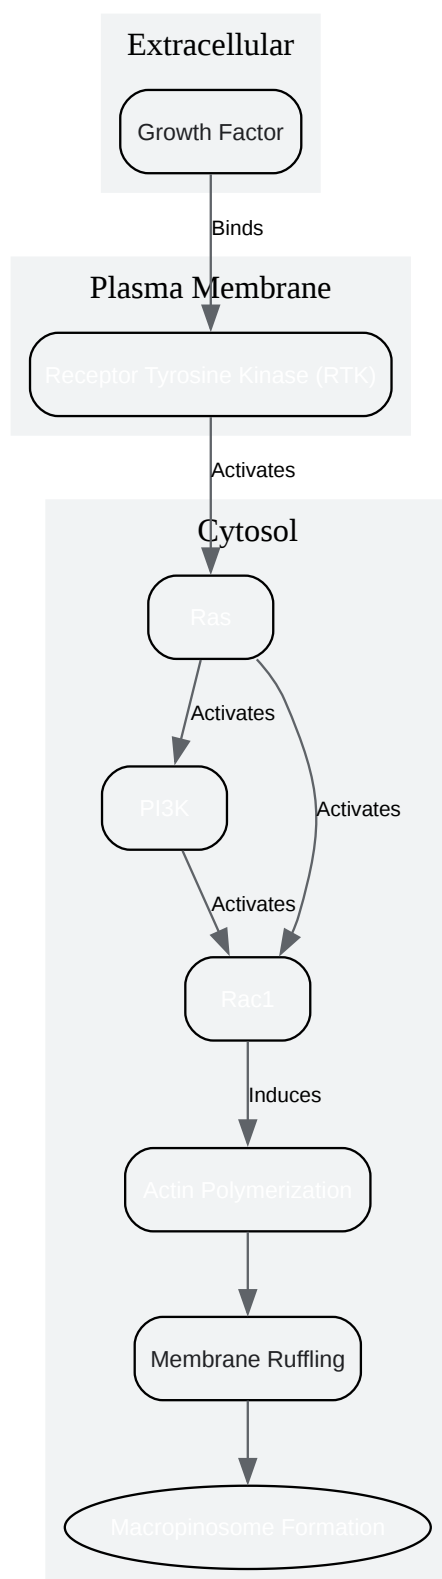 Extracellular
Growth Factor
Binds
Plasma Membrane
Receptor Tyrosine Kinase (RTK)
Activates
Cytosol
Ras
Activates
PI3K
Activates
Activates
Rac1
Induces
Actin Polymerization
Membrane Ruffling
Macropinosome Formation